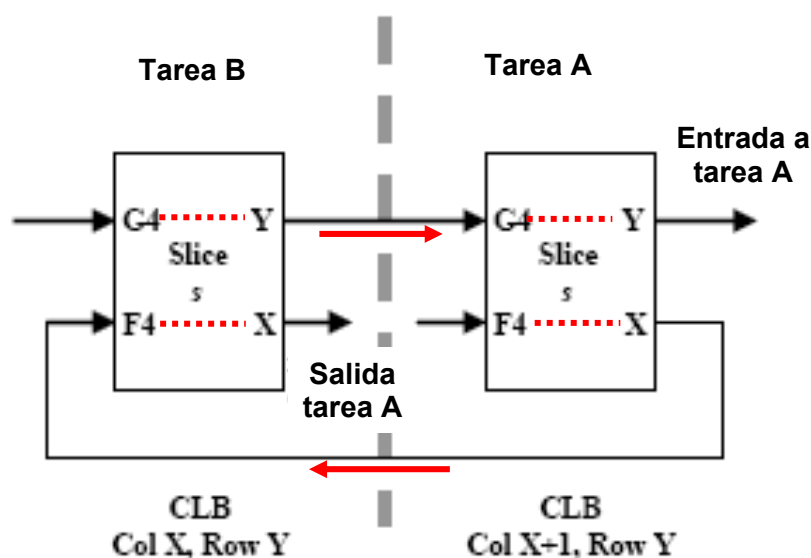 Tarea B
Tarea A
Entrada a
tarea A
G4 Y
Slice
s
F4 X
G4 Y
Slice
s
F4 X
Salida
tarea A
CLB
Col X, Row Y
CLB
Col X+1, Row Y